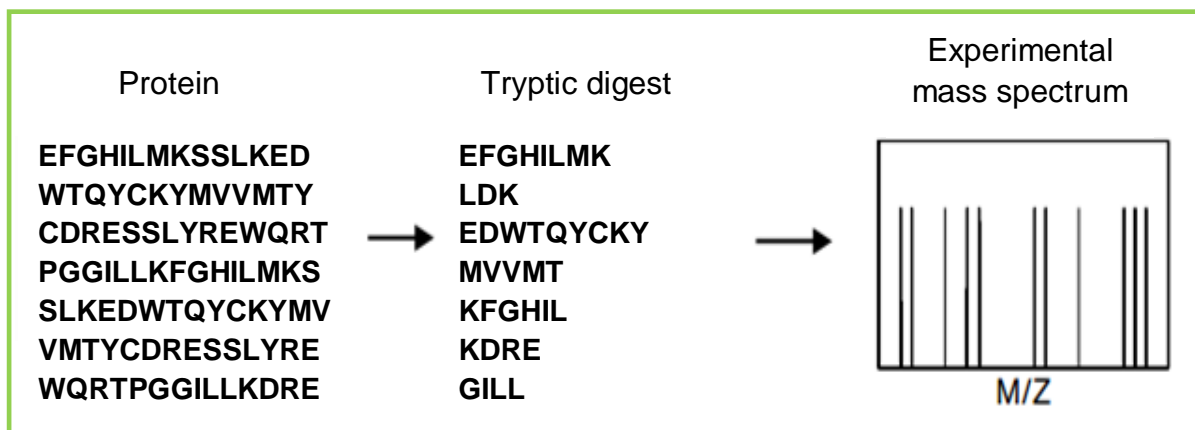 Protein
EFGHILMKSSLKED
WTQYCKYMVVMTY
CDRESSLYREWQRT
PGGILLKFGHILMKS
SLKEDWTQYCKYMV
VMTYCDRESSLYRE
WQRTPGGILLKDRE
Tryptic digest
EFGHILMK
LDK
EDWTQYCKY
MVVMT
KFGHIL
KDRE
GILL
Experimental
mass spectrum
M/Z